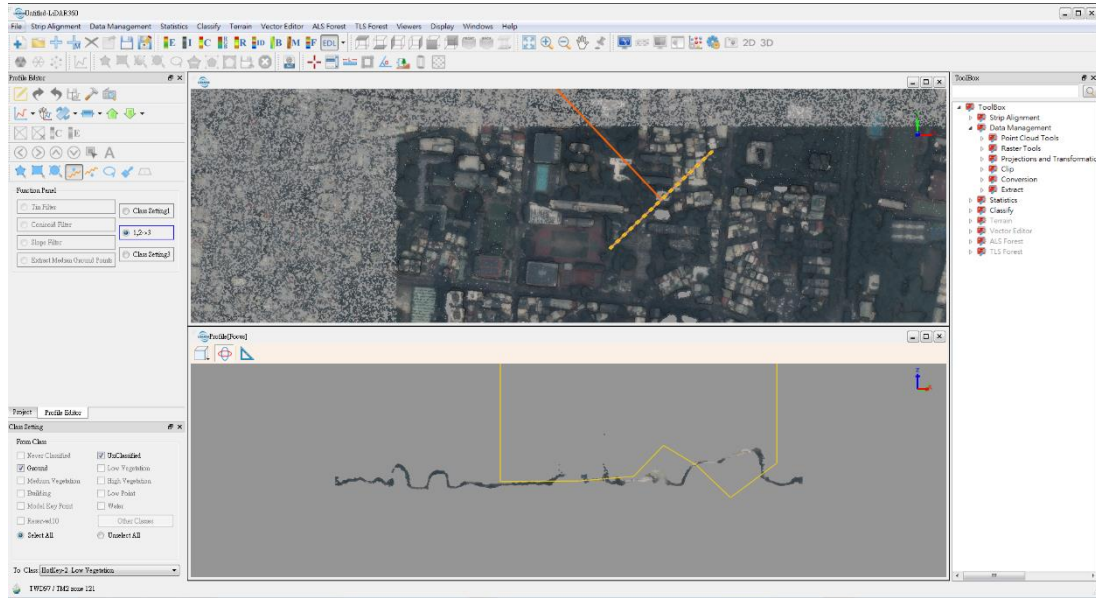 Untitled-LiDAR360
File Strip Alignment Data Management Statistics Classify Terrain Vector Editor ALS Forest TLS Forest Viewers Display Windows Help
E I C R ID B M F EDL 2D 3D
Profile Editor
C E
A
Function Panel
Tin Filter
Class Setting1
Conicoid Filter
1,2->3
Slope Filter
Class Setting3
Extract Median Ground Points
Project Profile Editor
Class Setting
From Class
Never Classified UnClassified
Ground Low Vegetation
Medium Vegetation High Vegetation
Building Low Point
Model Key Point Water
Reserved10 Other Classes
Select All Unselect All
To Class HotKey-2 Low Vegetation
TWD97 / TM2 zone 121
Profile[Focus]
Z
X
ToolBox
ToolBox
Strip Alignment
Data Management
Point Cloud Tools
Raster Tools
Projections and Transformatio
Clip
Conversion
Extract
Statistics
Classify
Terrain
Vector Editor
ALS Forest
TLS Forest